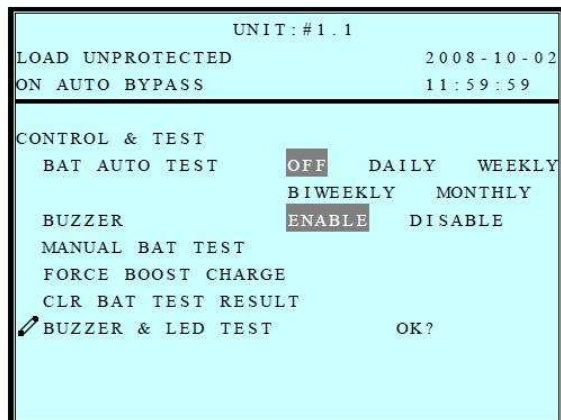 UNIT:#1.1
LOAD UNPROTECTED 2008-10-02
ON AUTO BYPASS 11:59:59
CONTROL & TEST
BAT AUTO TEST OFF DAILY WEEKLY
BIWEEKLY MONTHLY
BUZZER ENABLE DISABLE
MANUAL BAT TEST
FORCE BOOST CHARGE
CLR BAT TEST RESULT
BUZZER & LED TEST OK?